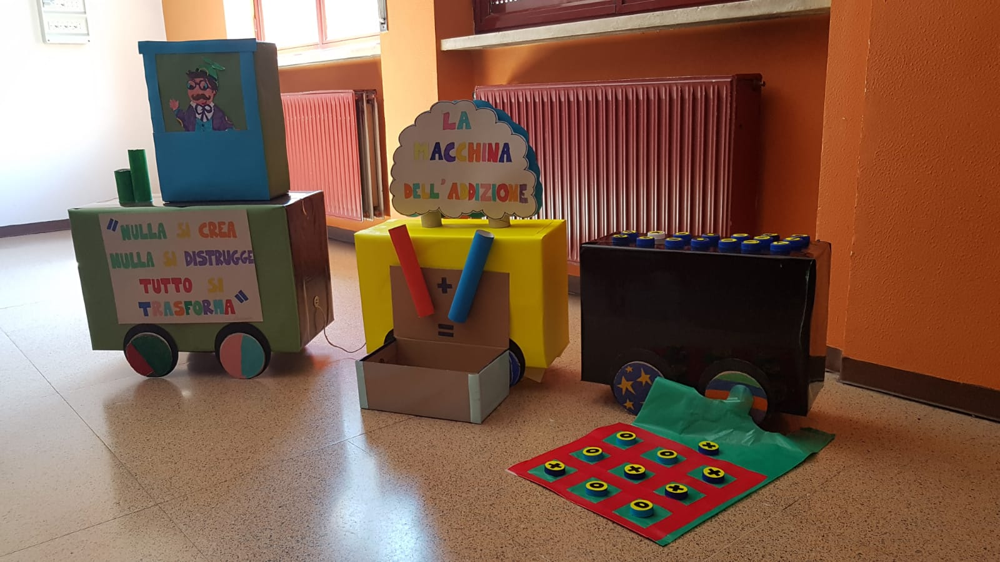 "NULLA SI CREA
NULLA SI DISTRUGGE
TUTTO SI
TRASFORMA"
LA
MACCHINA
DELL'ADDIZIONE
+
=
O + +
O O +
+ + +
O +
O